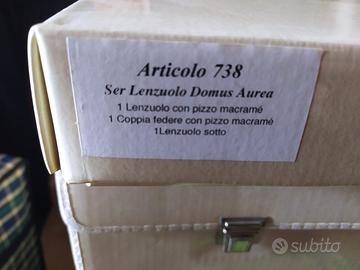 Articolo 738
Ser Lenzuolo Domus Aurea
1 Lenzuolo con pizzo macramé
1 Coppia federe con pizzo macramè
1Lenzuolo sotto
subito